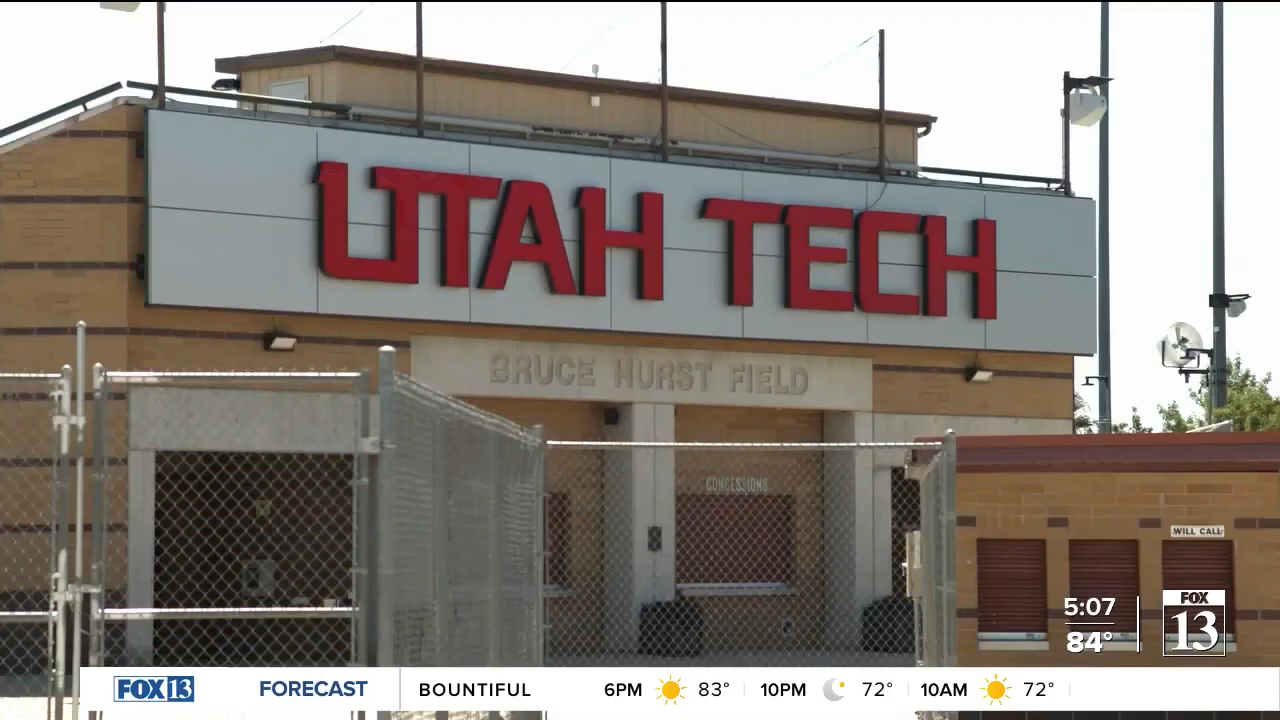 UTAH TECH
BRUCE HURST FIELD
CONCESSIONS
WILL CALL
5:07
84°
FOX
13
FOX 13 FORECAST BOUNTIFUL 6PM 83° 10PM 72° 10AM 72°